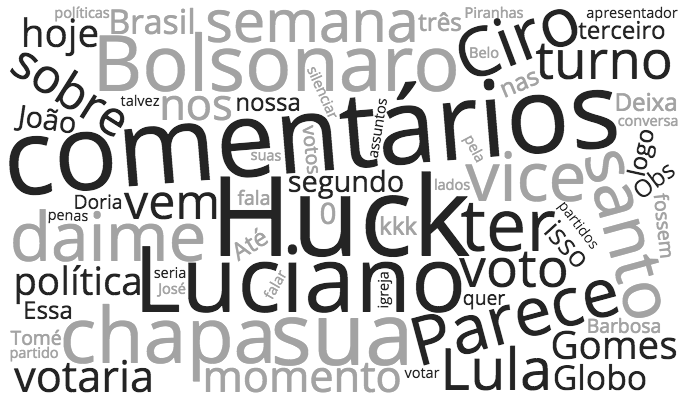 políticas
Brasil
semana
três
Piranhas
apresentador
hoje
Bolsonaro
Ciro
terceiro
Belo
turno
sobre
silenciar
nas
talvez
nos
nossa
assuntos
Deixa
João
conversa
comentários
votos
suas
pela
logo
segundo
lados
vice
santo
Obs
Doria
vem
fala
0
kkk
H.uck
ter
partidos
fossem
penas
daime
Até
isso
política
seria
José
falar
Luciano
igreja
voto
quer
Parece
Essa
Tomé
partido
chapa
sua
Barbosa
Gomes
votaria
momento
votar
Lula
Globo